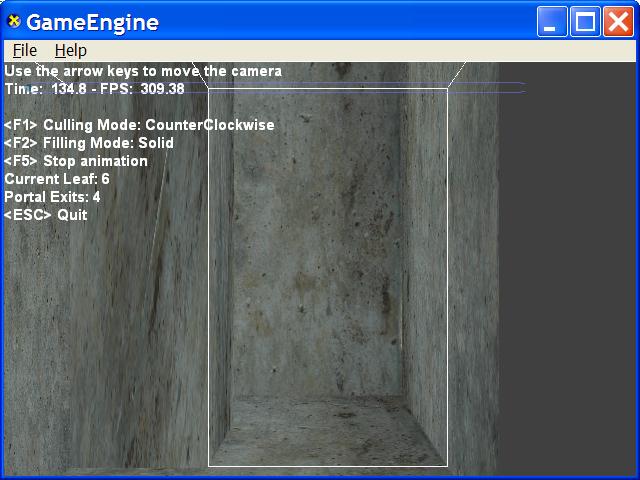 GameEngine
File Help
Use the arrow keys to move the camera
Time: 134.8 - FPS: 309.38
<F1> Culling Mode: CounterClockwise
<F2> Filling Mode: Solid
<F5> Stop animation
Current Leaf: 6
Portal Exits: 4
<ESC> Quit